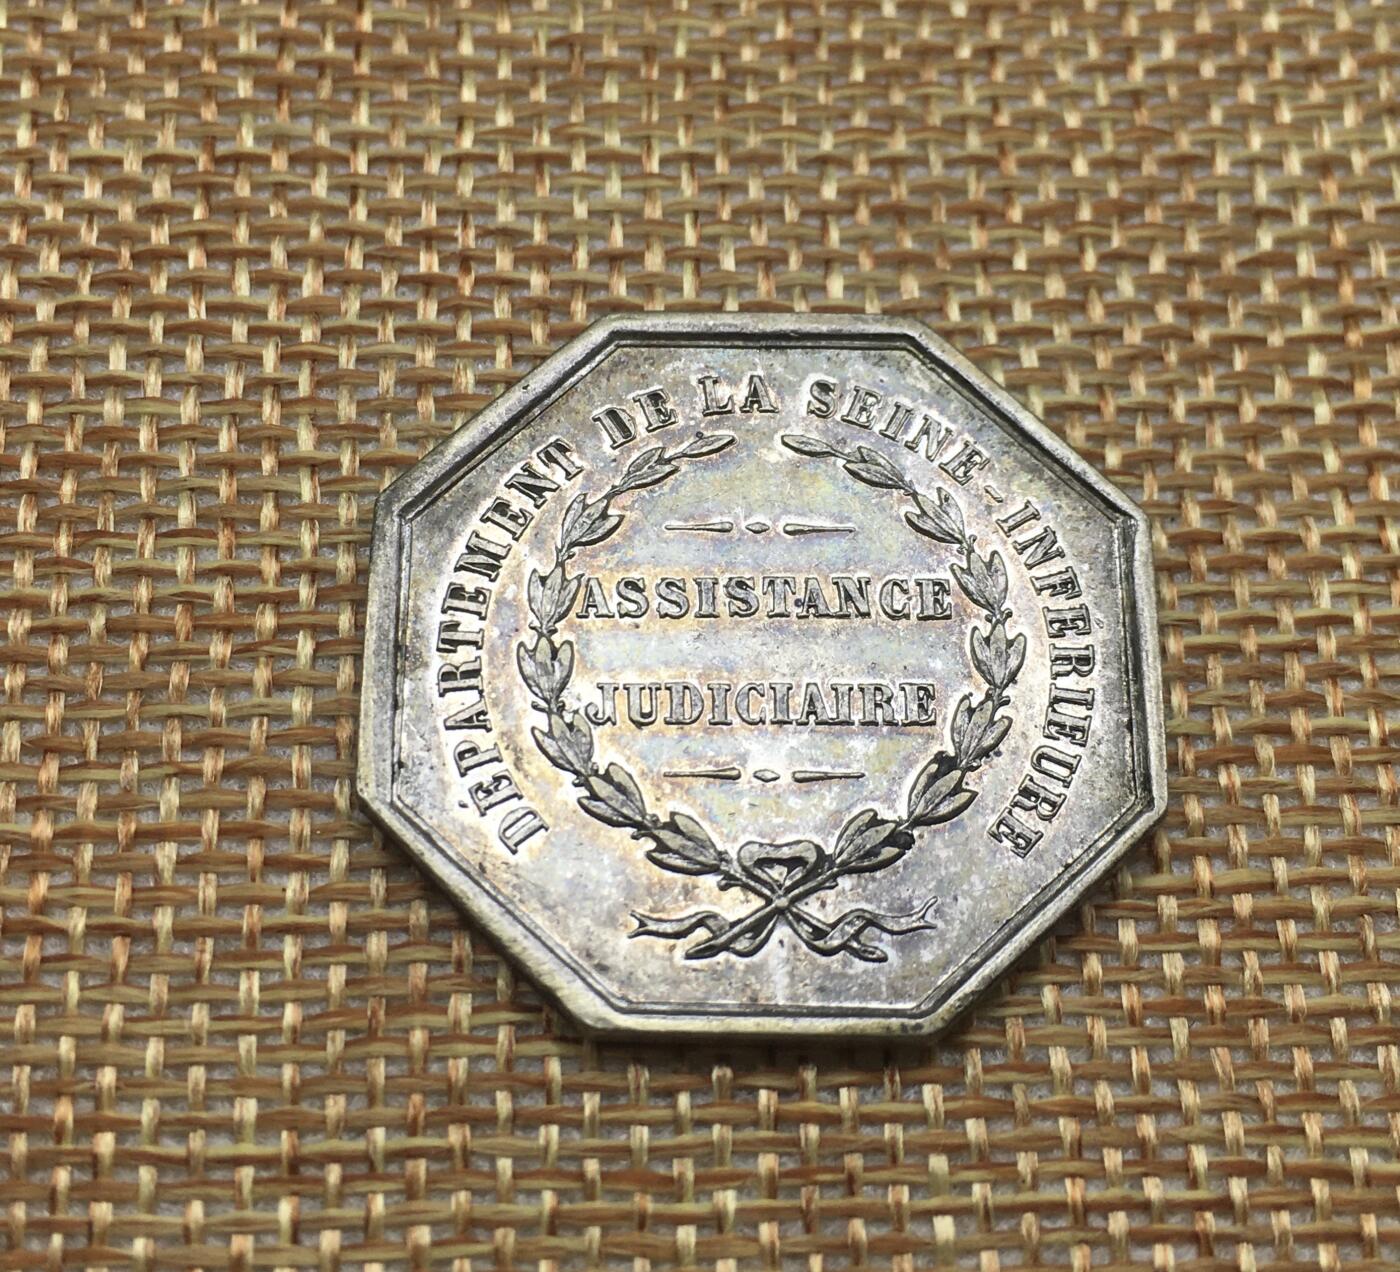 DÉPARTEMENT DE LA SEINE-INFÉRIEURE
ASSISTANCE
JUDICIAIRE